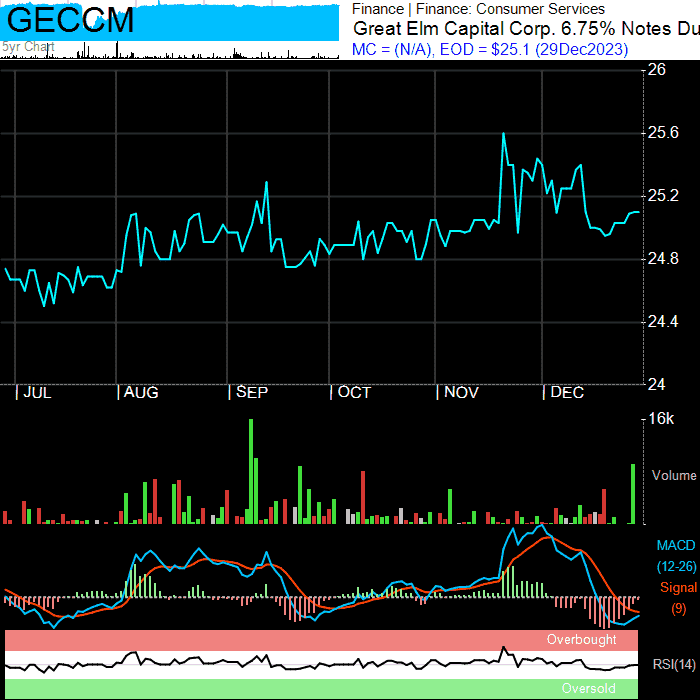 GECCM
5yr Chart
Finance | Finance: Consumer Services
Great Elm Capital Corp. 6.75% Notes Du
MC = (N/A), EOD = $25.1 (29Dec2023)
26
25.6
25.2
24.8
24.4
24
JUL AUG SEP OCT NOV DEC
16k
Volume
MACD
(12-26)
Signal
(9)
Overbought
RSI(14)
Oversold